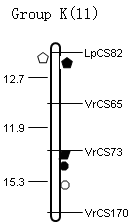 Group K(11)
LpCS82
12.7
VrCS65
11.9
VrCS73
15.3
VrCS170